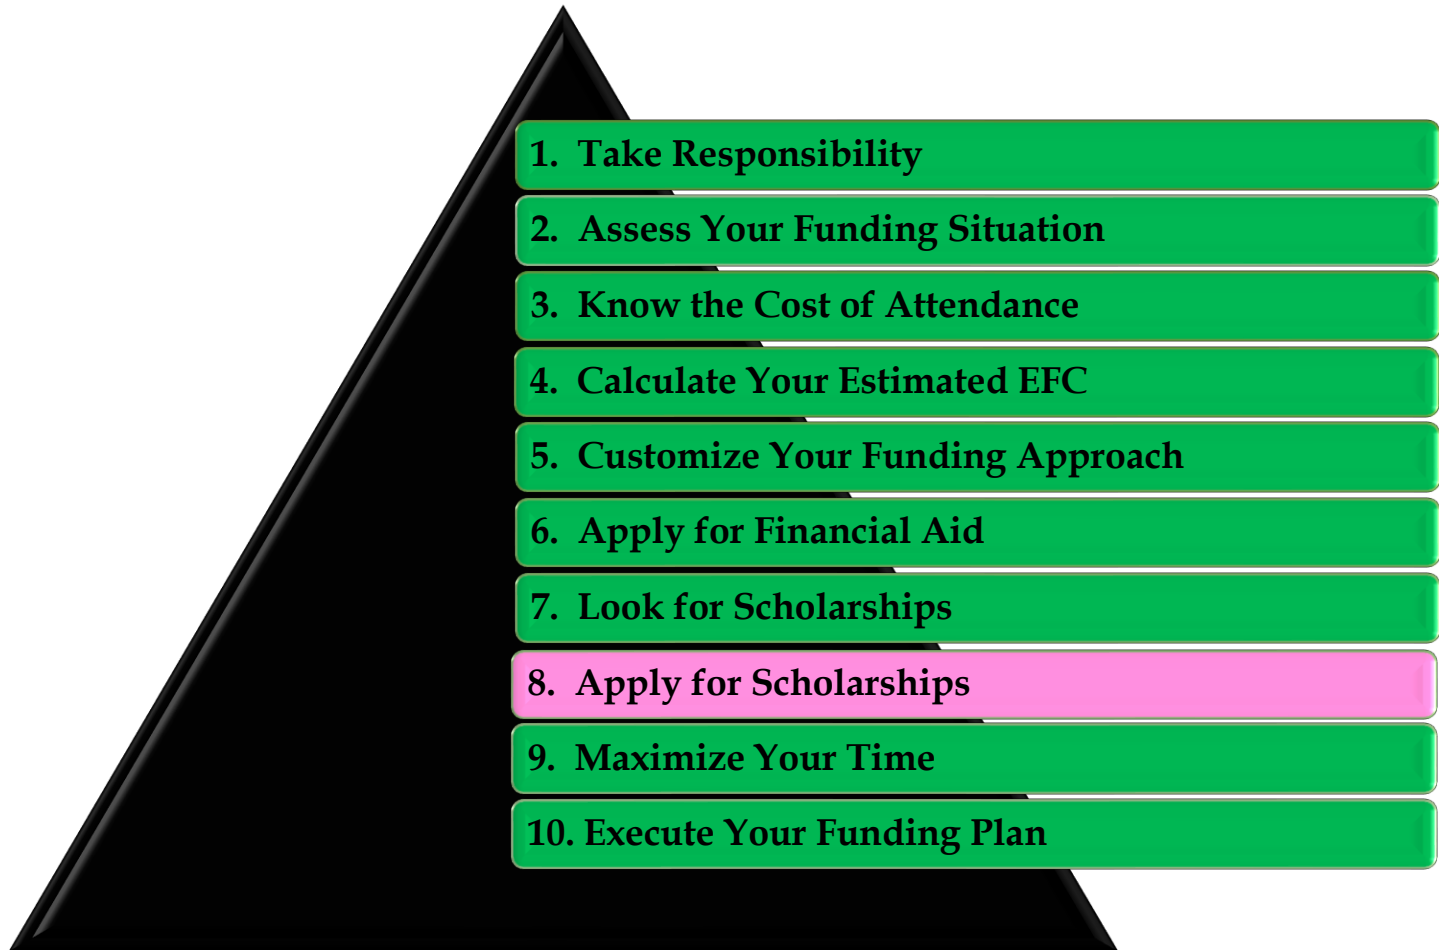 1. Take Responsibility
2. Assess Your Funding Situation
3. Know the Cost of Attendance
4. Calculate Your Estimated EFC
5. Customize Your Funding Approach
6. Apply for Financial Aid
7. Look for Scholarships
8. Apply for Scholarships
9. Maximize Your Time
10. Execute Your Funding Plan